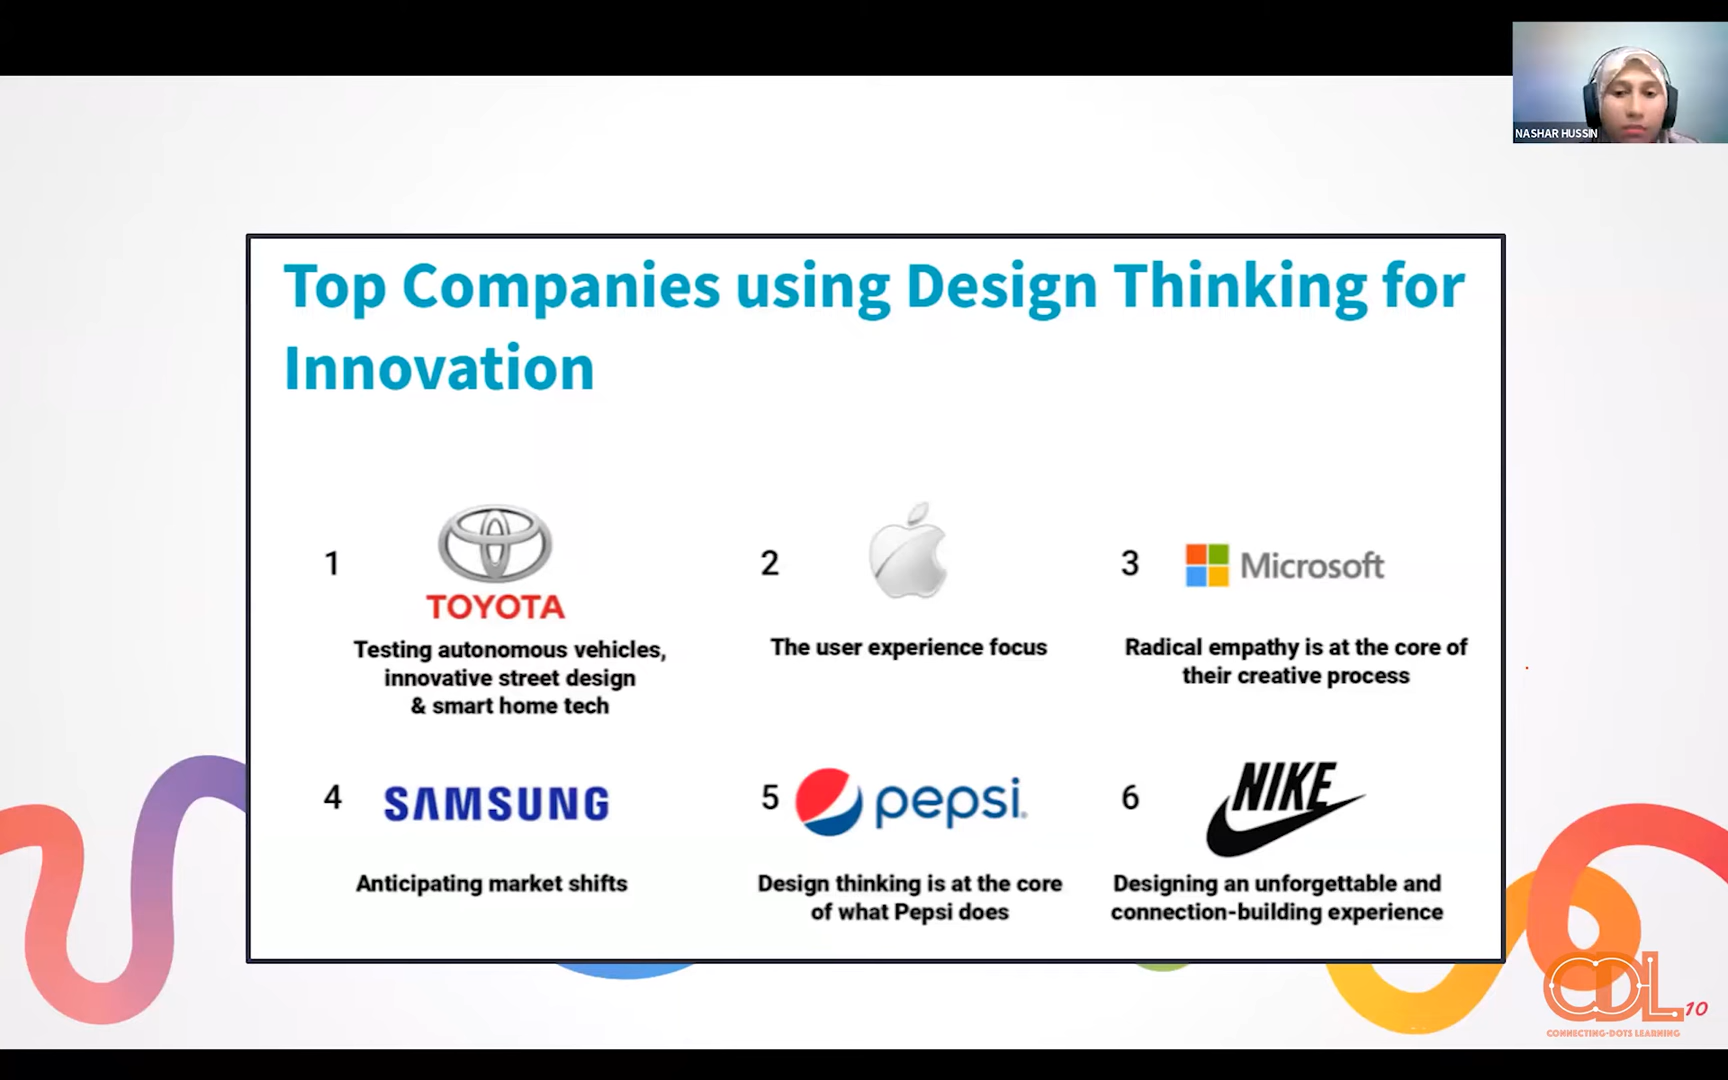 NASHAR HUSSIN
Top Companies using Design Thinking for
Innovation
1
TOYOTA
Testing autonomous vehicles,
innovative street design
& smart home tech
2
The user experience focus
3
Microsoft
Radical empathy is at the core of
their creative process
4
SAMSUNG
Anticipating market shifts
5
pepsi®
Design thinking is at the core
of what Pepsi does
6
NIKE
Designing an unforgettable and
connection-building experience
CDL
CONNECTING-DOTS LEARNING
10